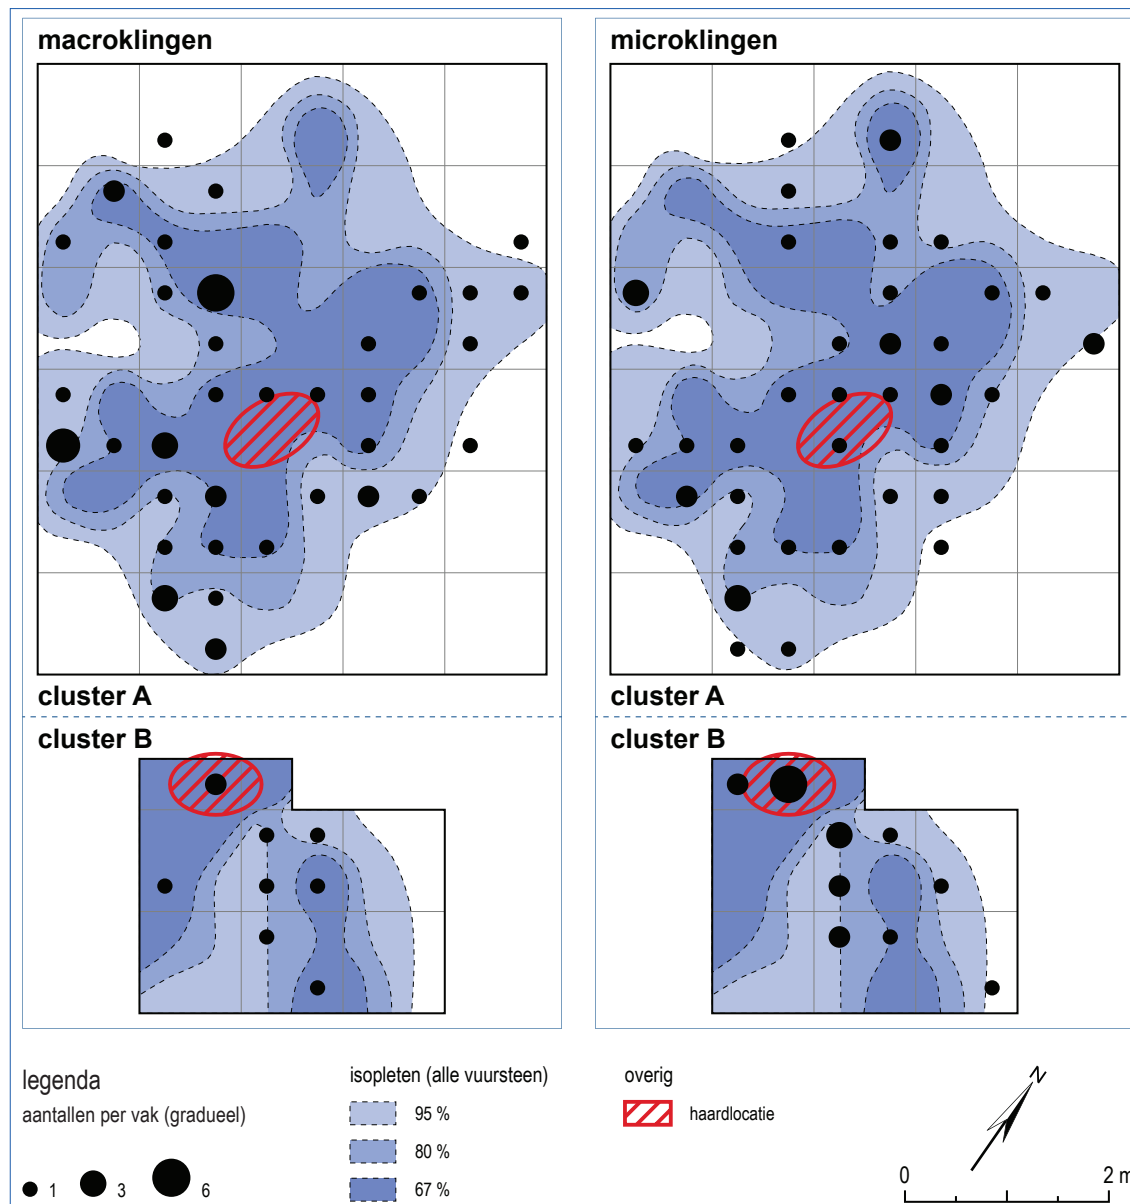 macroklingen
microklingen
cluster A
cluster A
cluster B
cluster B
legenda
aantallen per vak (gradueel)
1 3 6
isopleten (alle vuursteen)
95 %
80 %
67 %
overig
haardlocatie
N
0 2 m